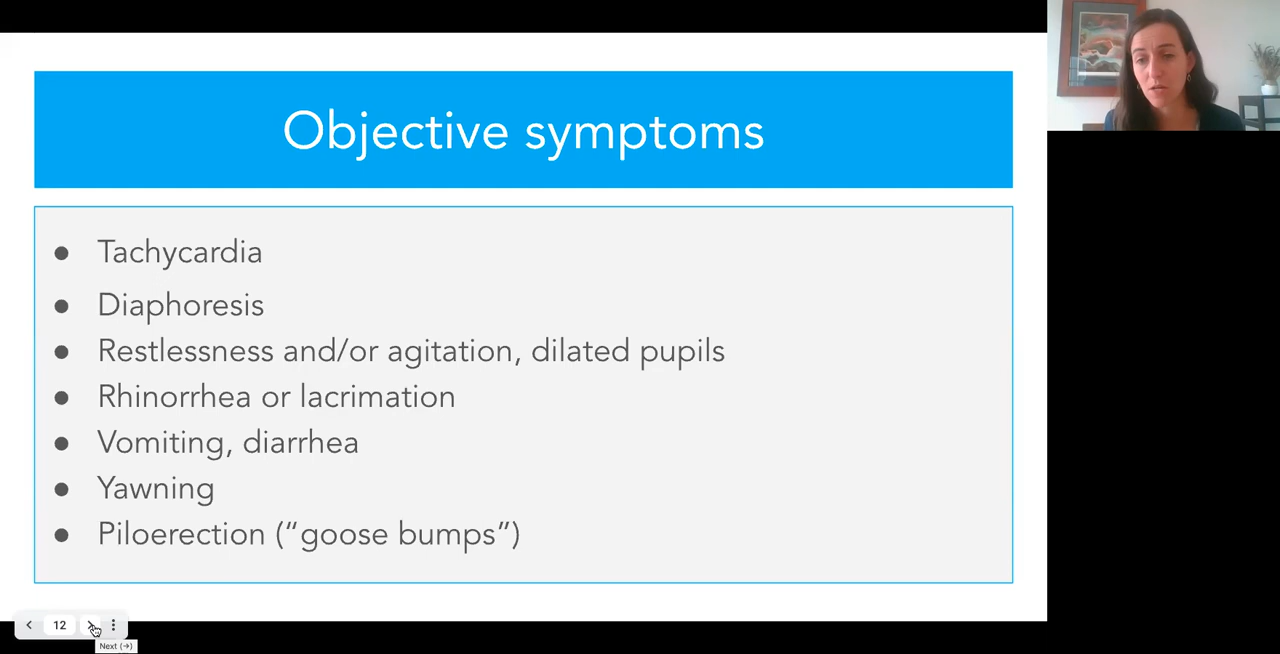 Objective symptoms
● Tachycardia
● Diaphoresis
● Restlessness and/or agitation, dilated pupils
● Rhinorrhea or lacrimation
● Vomiting, diarrhea
● Yawning
● Piloerection (“goose bumps”)
12
Next (→)